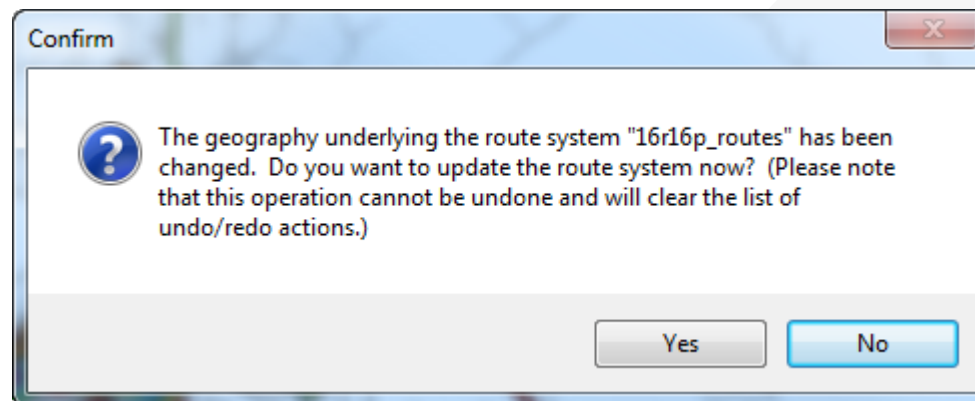 Confirm
The geography underlying the route system "16r16p_routes" has been
changed.  Do you want to update the route system now?  (Please note
that this operation cannot be undone and will clear the list of
undo/redo actions.)
Yes
No